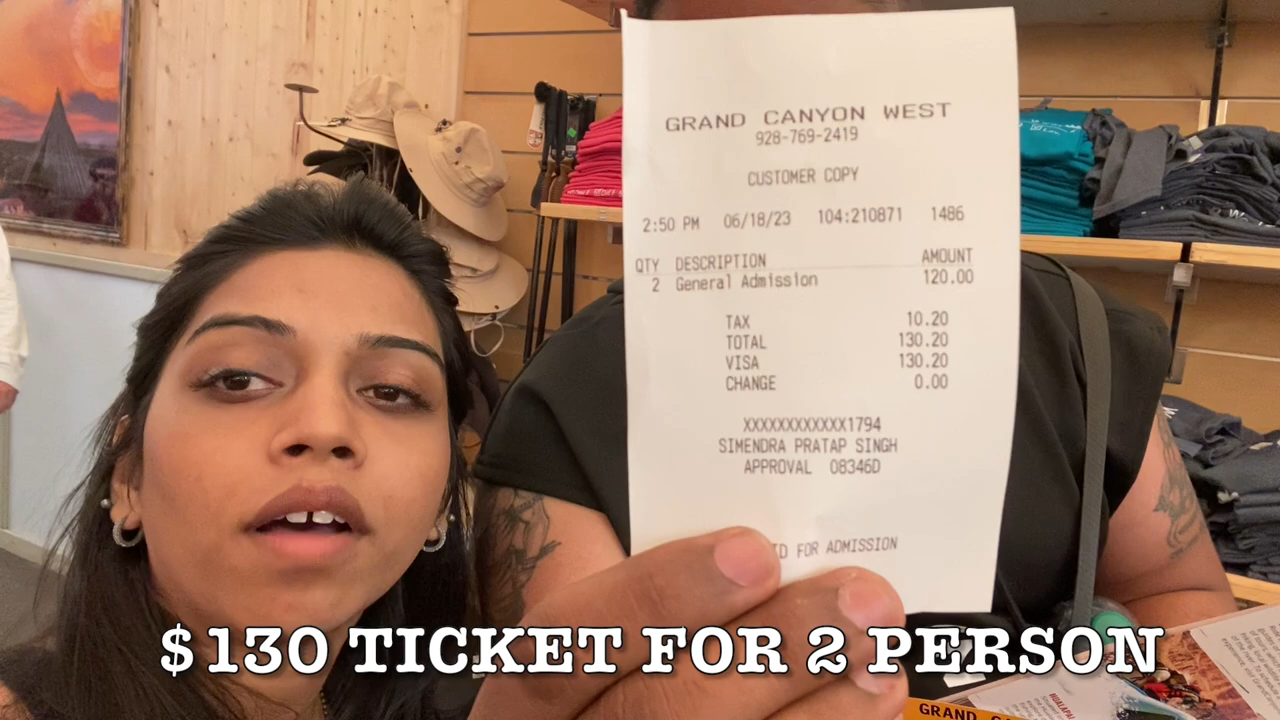 GRAND CANYON WEST
928-769-2419
CUSTOMER COPY
2:50 PM 06/18/23 104:210871 1486
QTY DESCRIPTION AMOUNT
2 General Admission 120.00
TAX 10.20
TOTAL 130.20
VISA 130.20
CHANGE 0.00
XXXXXXXXXXXX1794
SIMENDRA PRATAP SINGH
APPROVAL 08346D
FOR ADMISSION
$130 TICKET FOR 2 PERSON
HUALAPAI
GRAND